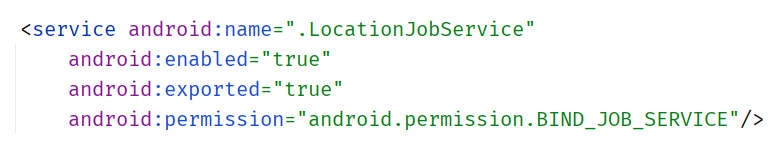 <service android:name=".LocationJobService"
android:enabled="true"
android:exported="true"
android:permission="android.permission.BIND_JOB_SERVICE"/>